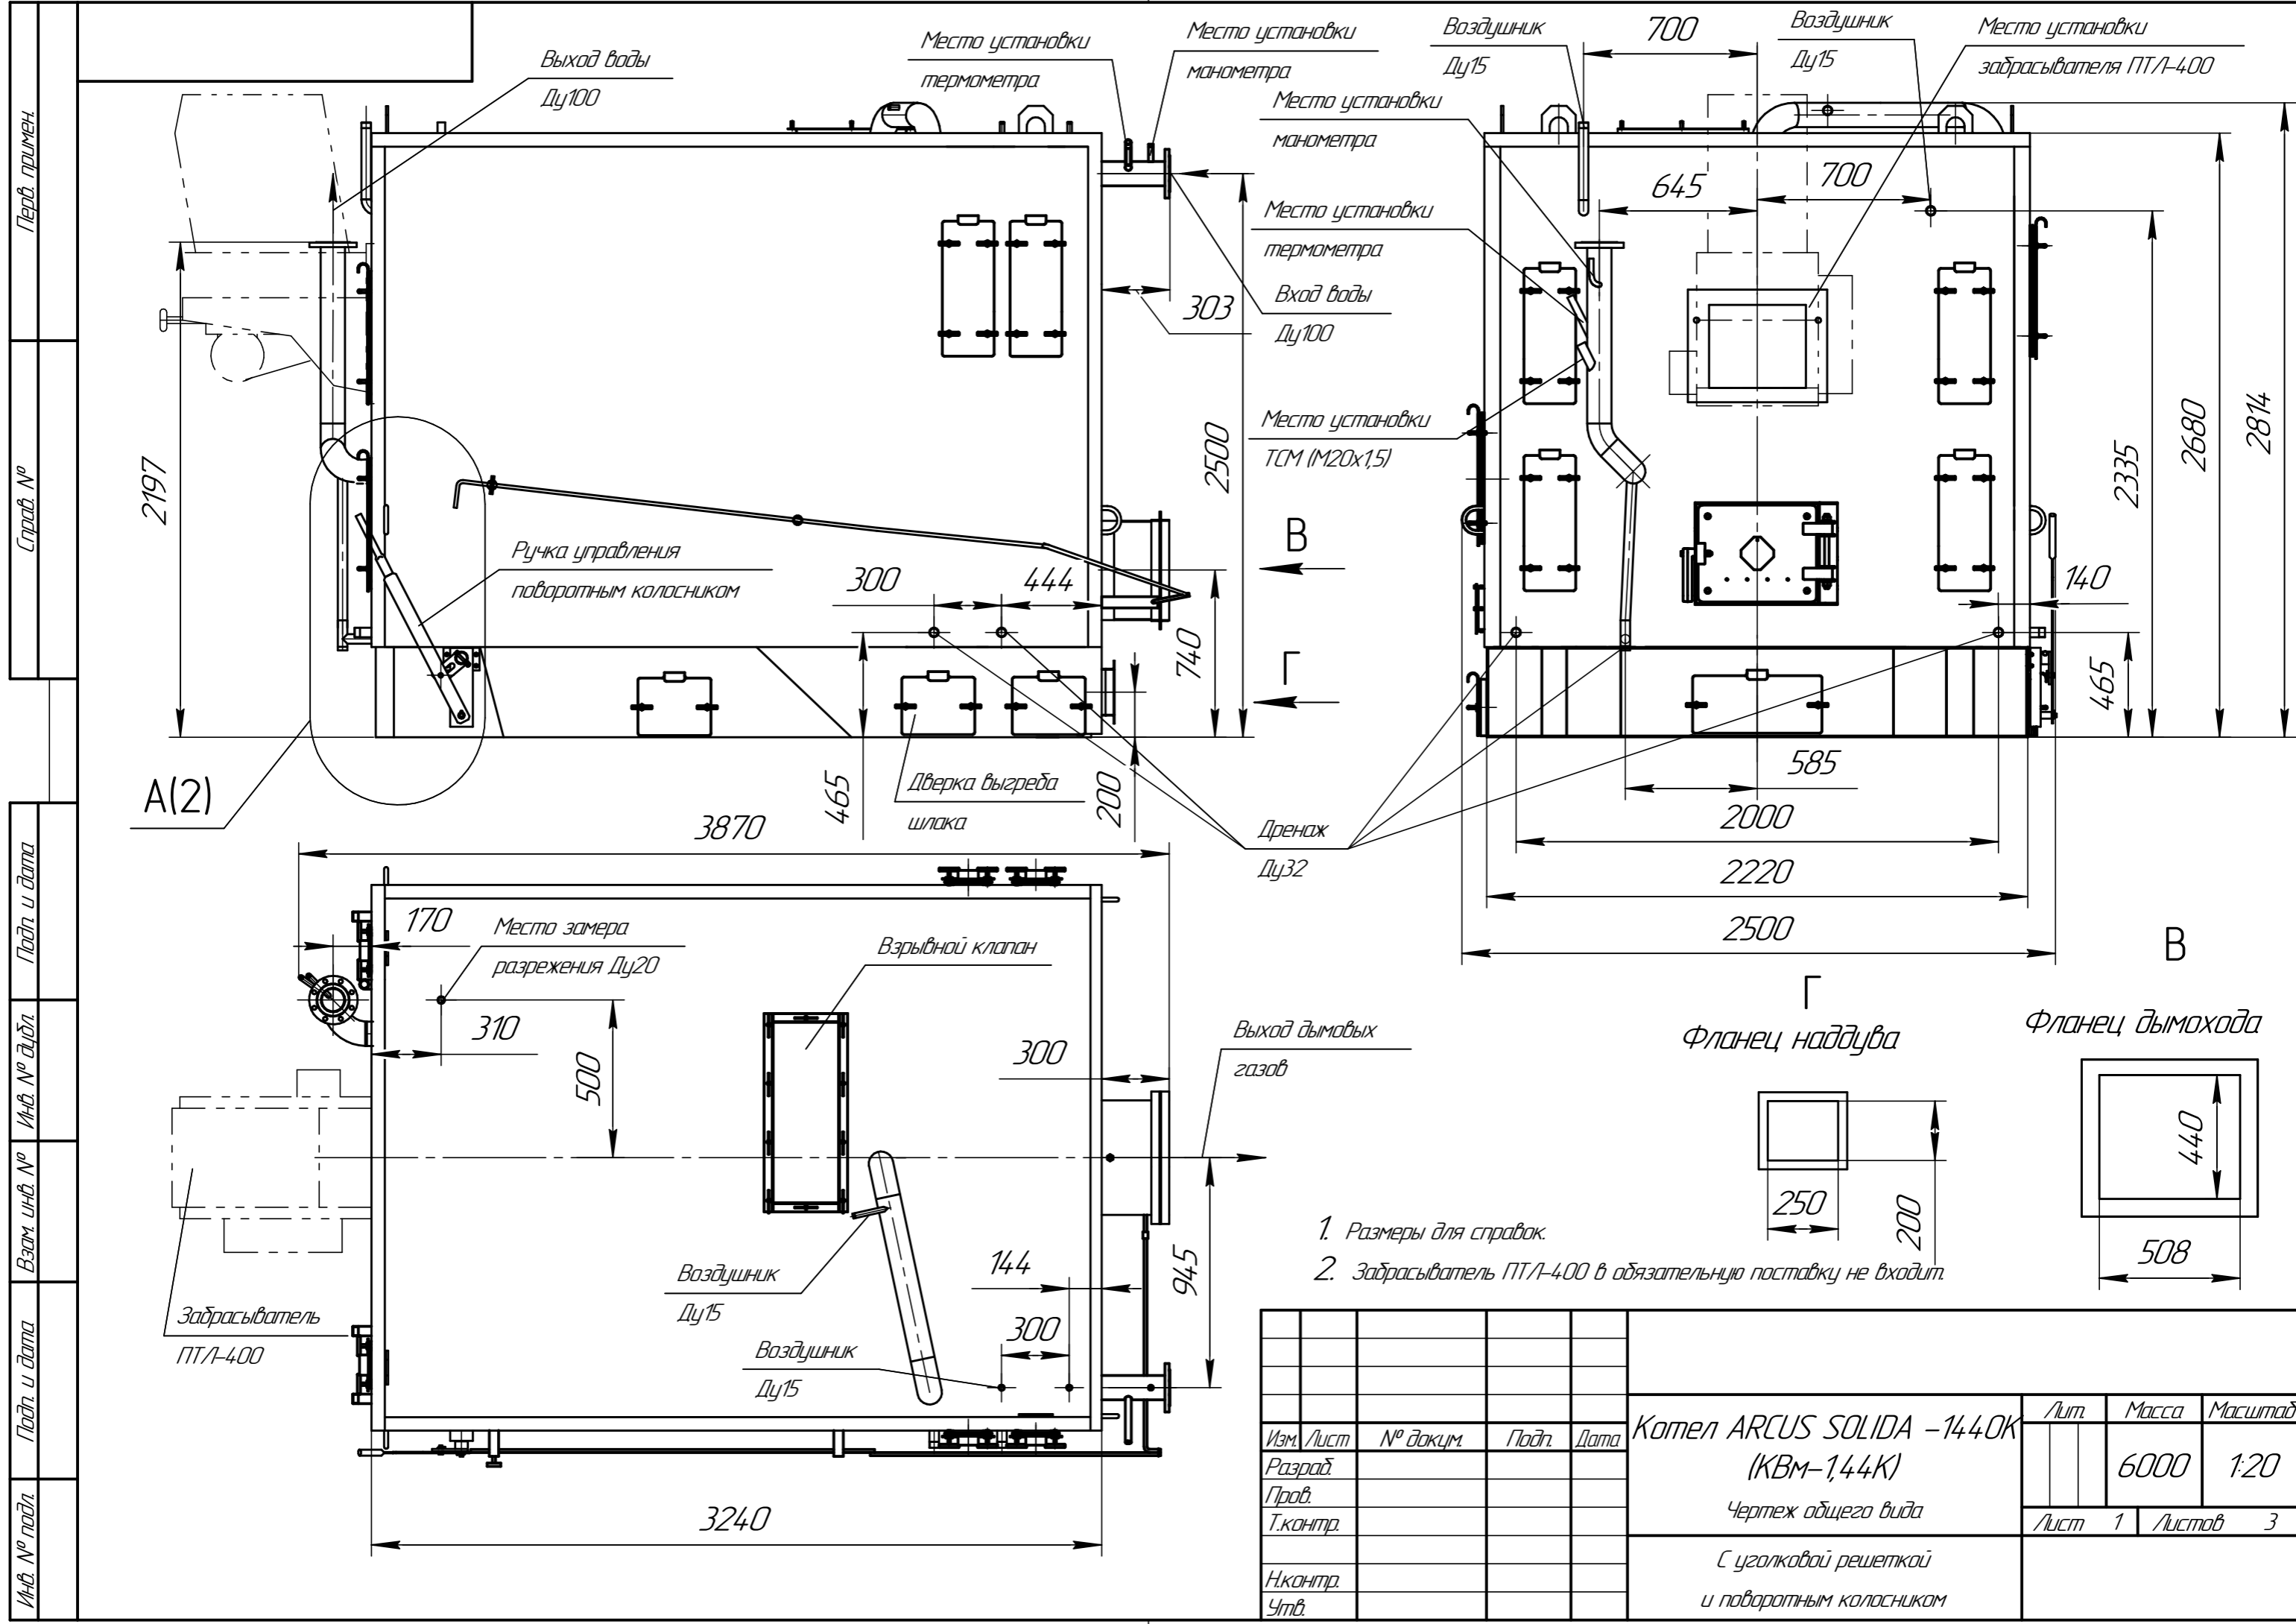 Перв. примен.
Справ. №
Подп. и дата
Инв. № дубл.
Взам. инв. №
Подп. и дата
Инв. № подл.
Выход воды
Ду100
Место установки
термометра
Место установки
манометра
2197
303
2500
Вход воды
Ду100
Ручка управления
поворотным колосником
300
444
740
465
200
Дверка выгреба
шлака
А(2)
В
Г
Воздушник
Ду15
700
Воздушник
Ду15
Место установки
забрасывателя ПТЛ-400
Место установки
манометра
Место установки
термометра
Место установки
ТСМ (М20х1,5)
645
700
2335
2680
2814
140
465
585
2000
2220
2500
Дренаж
Ду32
3870
170
Место замера
разрежения Ду20
310
500
Взрывной клапан
300
Выход дымовых
газов
945
Воздушник
Ду15
144
300
Воздушник
Ду15
Забрасыватель
ПТЛ-400
3240
Г
Фланец наддува
250
200
В
Фланец дымохода
440
508
1. Размеры для справок.
2. Забрасыватель ПТЛ-400 в обязательную поставку не входит.
Изм. Лист № докум. Подп. Дата
Разраб.
Пров.
Т.контр.
Н.контр.
Утв.
Котел ARCUS SOLIDA -1440К
(КВм-1,44К)
Чертеж общего вида
С уголковой решеткой
и поворотным колосником
Лит. Масса Масштаб
6000 1:20
Лист 1 Листов 3